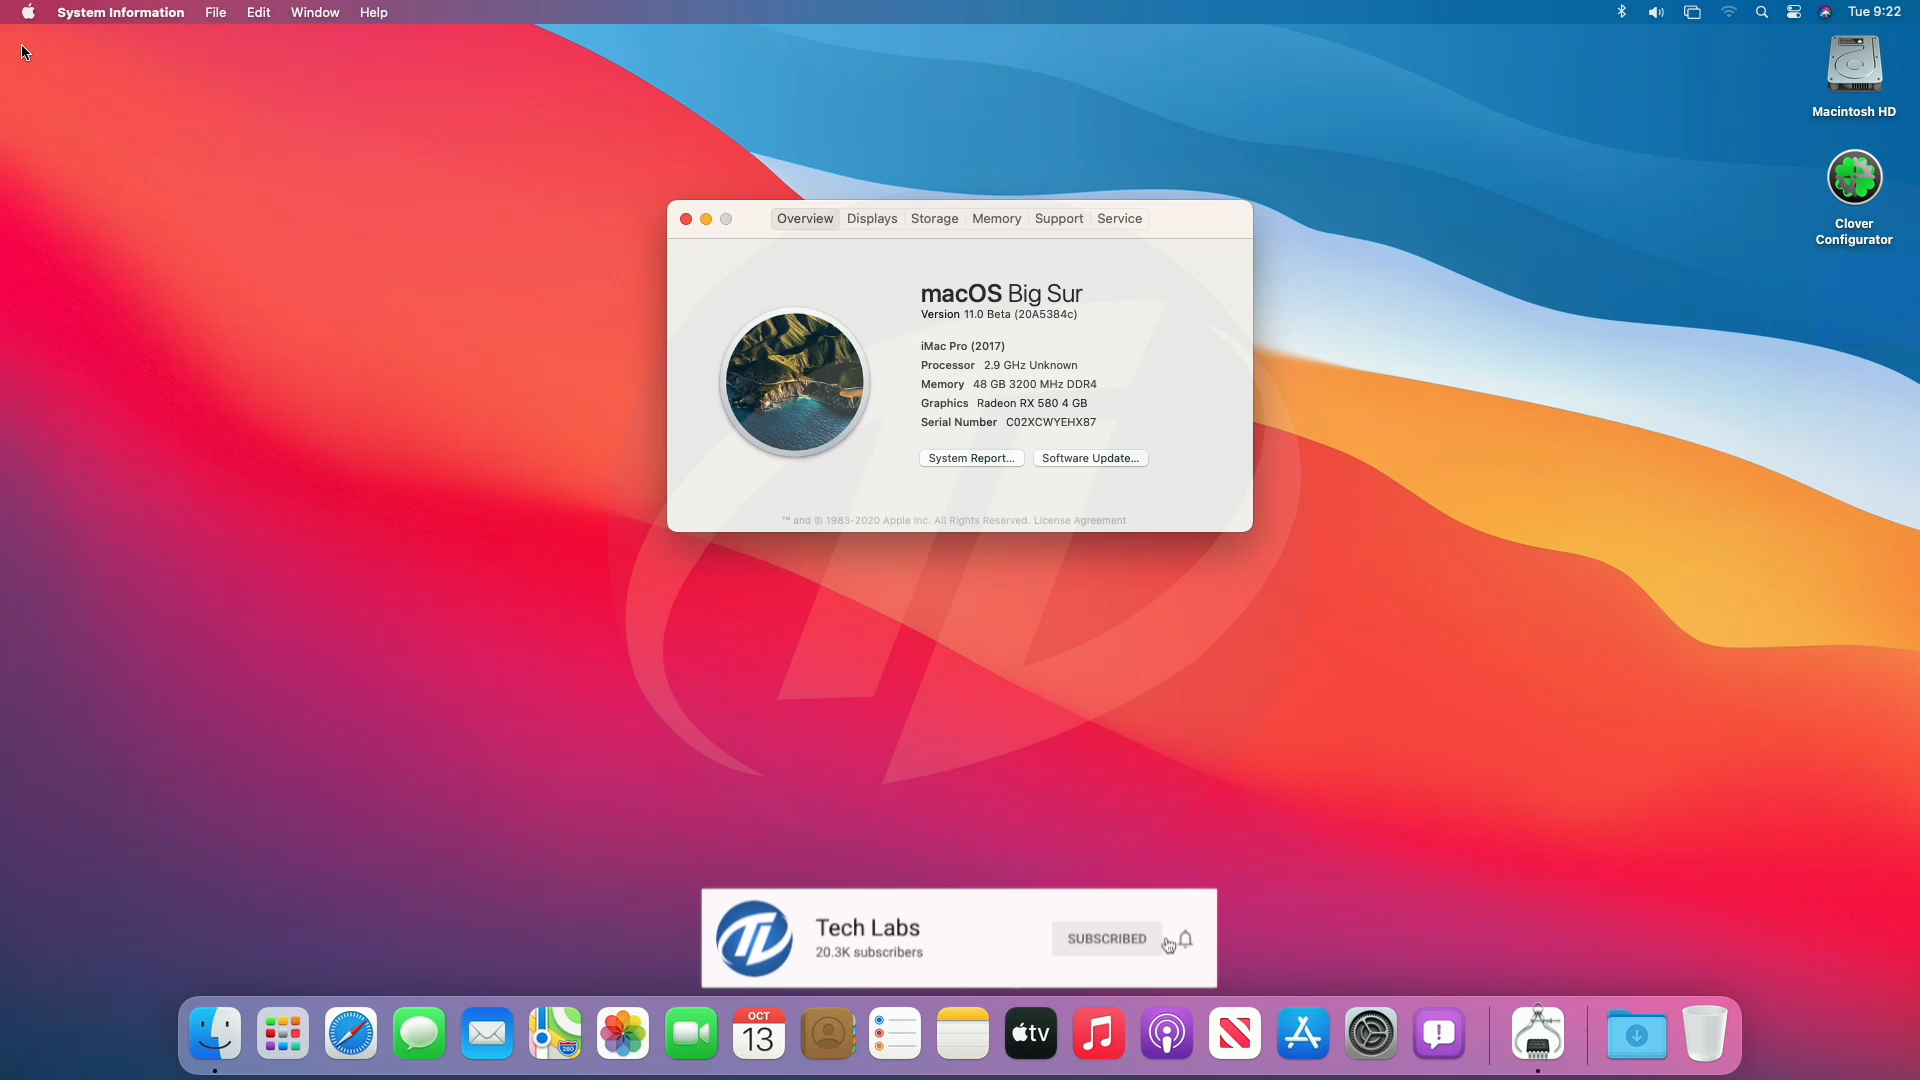 System Information File Edit Window Help
Tue 9:22
Macintosh HD
Clover
Configurator
Overview Displays Storage Memory Support Service
macOS Big Sur
Version 11.0 Beta (20A5384c)
iMac Pro (2017)
Processor 2.9 GHz Unknown
Memory 48 GB 3200 MHz DDR4
Graphics Radeon RX 580 4 GB
Serial Number C02XCWYEHX87
System Report... Software Update...
™ and © 1983-2020 Apple Inc. All Rights Reserved. License Agreement
Tech Labs
20.3K subscribers
SUBSCRIBED
OCT
13
280
tv